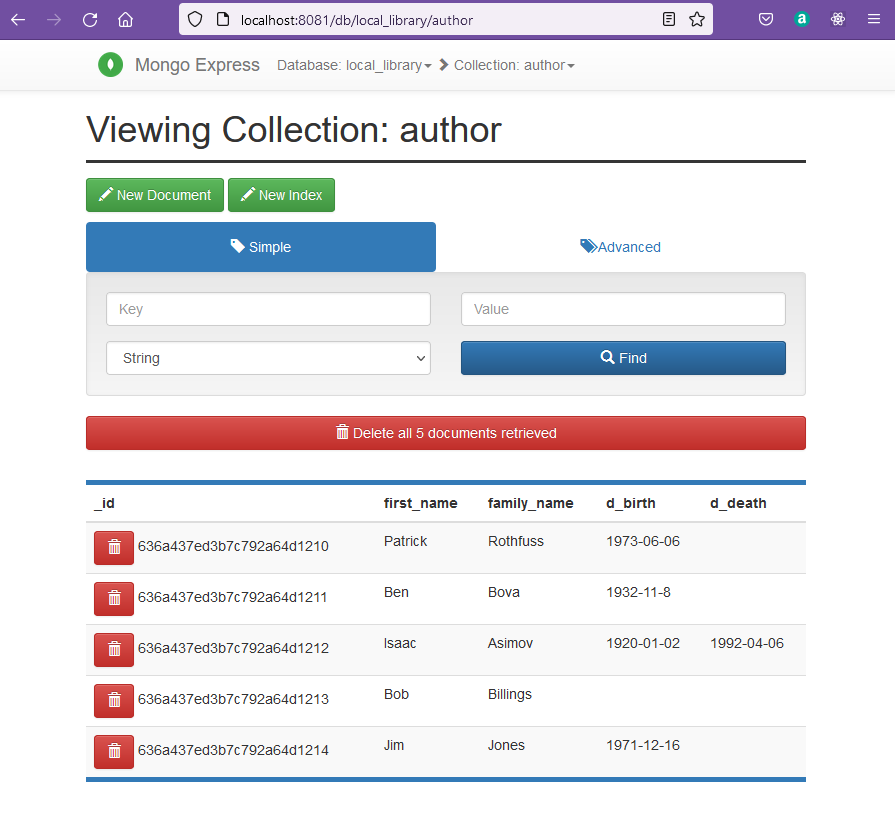 localhost:8081/db/local_library/author
a
Mongo Express Database: local_library Collection: author
Viewing Collection: author
New Document New Index
Simple Advanced
Key Value
String Find
Delete all 5 documents retrieved
_id first_name family_name d_birth d_death
636a437ed3b7c792a64d1210 Patrick Rothfuss 1973-06-06
636a437ed3b7c792a64d1211 Ben Bova 1932-11-8
636a437ed3b7c792a64d1212 Isaac Asimov 1920-01-02 1992-04-06
636a437ed3b7c792a64d1213 Bob Billings
636a437ed3b7c792a64d1214 Jim Jones 1971-12-16